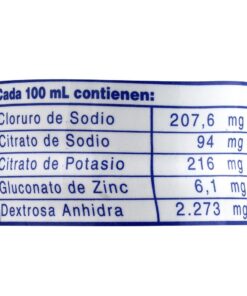 Cada 100 mL contienen:
Cloruro de Sodio 207,6 mg
Citrato de Sodio 94 mg
Citrato de Potasio 216 mg
Gluconato de Zinc 6,1 mg
Dextrosa Anhidra 2.273 mg